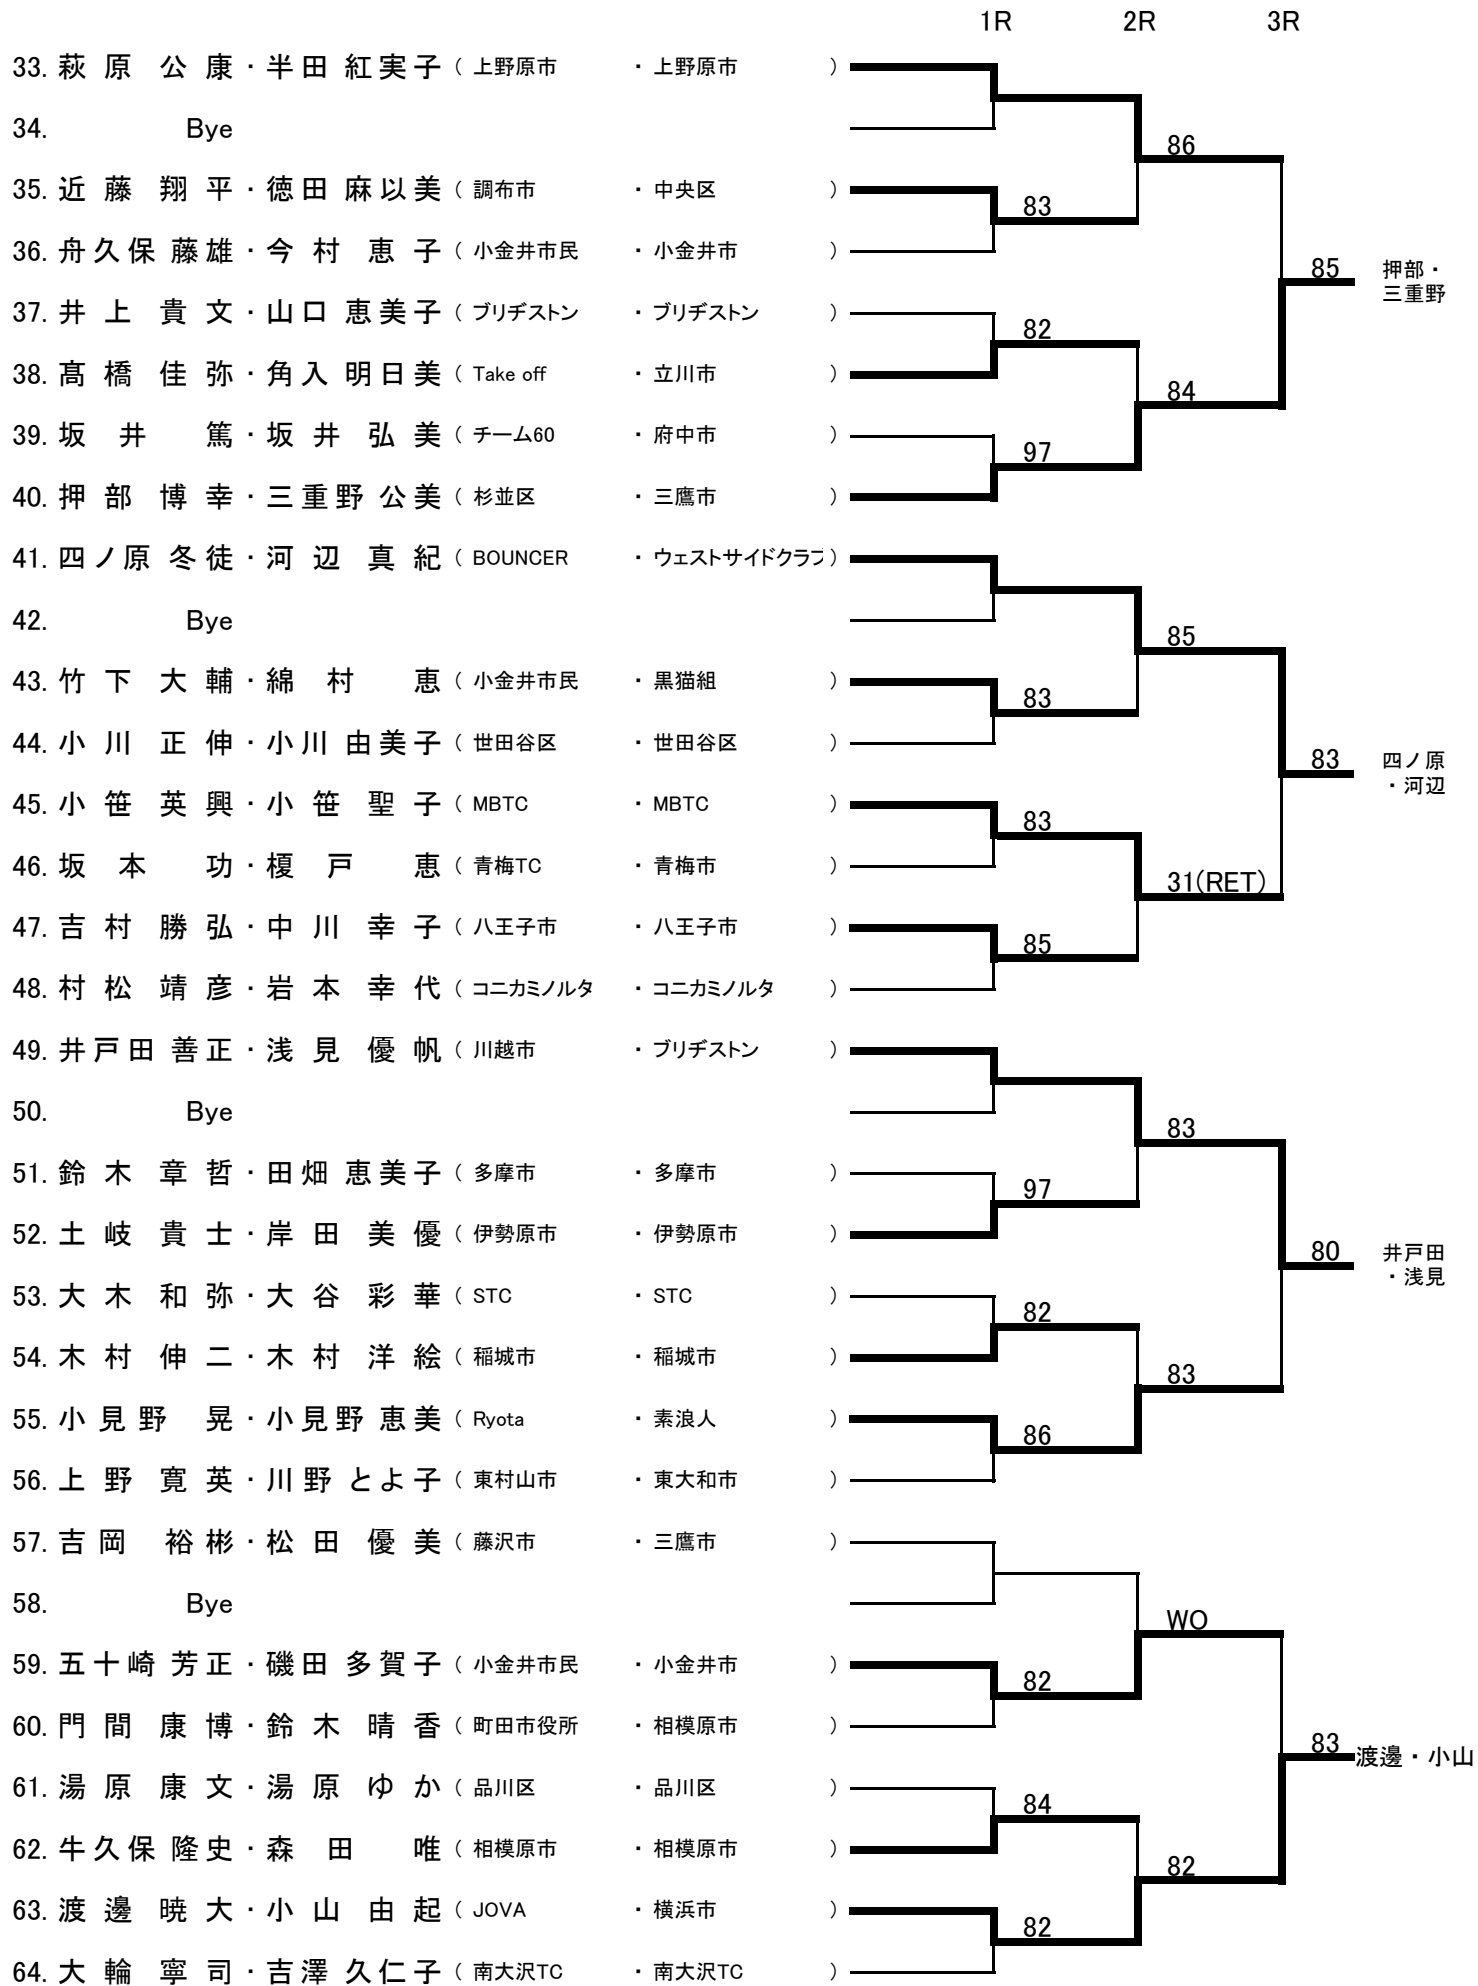 1R 2R 3R
33. 萩原 公康・半田 紅実子 ( 上野原市 ・ 上野原市 )
34. Bye
86
35. 近藤 翔平・徳田 麻以美 ( 調布市 ・ 中央区 )
83
36. 舟久保 藤雄・今村 恵子 ( 小金井市民 ・ 小金井市 )
85 押部・
三重野
37. 井上 貴文・山口 恵美子 ( ブリヂストン ・ ブリヂストン )
82
38. 髙橋 佳弥・角入 明日美 ( Take off ・ 立川市 )
84
39. 坂井 篤・坂井 弘美 ( チーム60 ・ 府中市 )
97
40. 押部 博幸・三重野 公美 ( 杉並区 ・ 三鷹市 )
41. 四ノ原 冬徒・河辺 真紀 ( BOUNCER ・ ウェストサイドクラブ )
42. Bye
85
43. 竹下 大輔・綿村 恵 ( 小金井市民 ・ 黒猫組 )
83
44. 小川 正伸・小川 由美子 ( 世田谷区 ・ 世田谷区 )
83 四ノ原
・河辺
45. 小笹 英興・小笹 聖子 ( MBTC ・ MBTC )
83
46. 坂本 功・榎戸 恵 ( 青梅TC ・ 青梅市 )
31(RET)
47. 吉村 勝弘・中川 幸子 ( 八王子市 ・ 八王子市 )
85
48. 村松 靖彦・岩本 幸代 ( コニカミノルタ ・ コニカミノルタ )
49. 井戸田 善正・浅見 優帆 ( 川越市 ・ ブリヂストン )
50. Bye
83
51. 鈴木 章哲・田畑 恵美子 ( 多摩市 ・ 多摩市 )
97
52. 土岐 貴士・岸田 美優 ( 伊勢原市 ・ 伊勢原市 )
80 井戸田
・浅見
53. 大木 和弥・大谷 彩華 ( STC ・ STC )
82
54. 木村 伸二・木村 洋絵 ( 稲城市 ・ 稲城市 )
83
55. 小見野 晃・小見野 恵美 ( Ryota ・ 素浪人 )
86
56. 上野 寛英・川野 とよ子 ( 東村山市 ・ 東大和市 )
57. 吉岡 裕彬・松田 優美 ( 藤沢市 ・ 三鷹市 )
58. Bye
WO
59. 五十崎 芳正・磯田 多賀子 ( 小金井市民 ・ 小金井市 )
82
60. 門間 康博・鈴木 晴香 ( 町田市役所 ・ 相模原市 )
83 渡邊・小山
61. 湯原 康文・湯原 ゆか ( 品川区 ・ 品川区 )
84
62. 牛久保 隆史・森田 唯 ( 相模原市 ・ 相模原市 )
82
63. 渡邊 暁大・小山 由起 ( JOVA ・ 横浜市 )
82
64. 大輪 寧司・吉澤 久仁子 ( 南大沢TC ・ 南大沢TC )